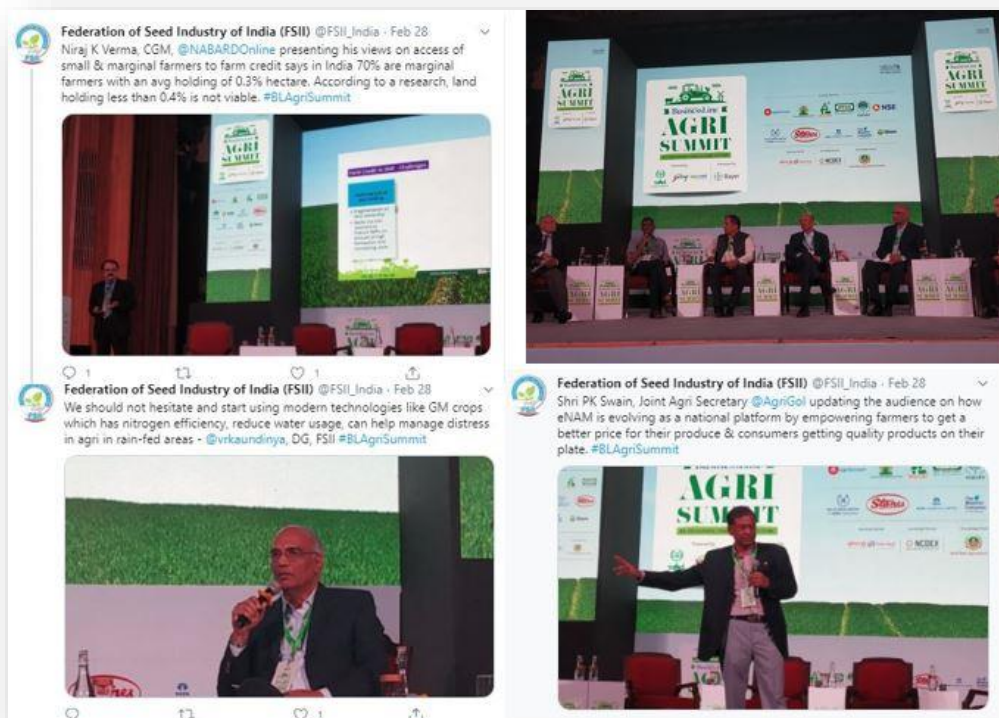 Federation of Seed Industry of India (FSII) @FSII_India · Feb 28
Niraj K Verma, CGM, @NABARDOnline presenting his views on access of
small & marginal farmers to farm credit says in India 70% are marginal
farmers with an avg holding of 0.3% hectare. According to a research, land
holding less than 0.4% is not viable. #BLAgriSummit
AGRI
SUMMIT
1
1
BusinessLine
AGRI
SUMMIT
AGRI
SUMMIT
AGRI
SUMMIT
NSE
NCDEX
Bayer
Federation of Seed Industry of India (FSII) @FSII_India · Feb 28
We should not hesitate and start using modern technologies like GM crops
which has nitrogen efficiency, reduce water usage, can help manage distress
in agri in rain-fed areas - @vrkaundinya, DG, FSII #BLAgriSummit
1
Federation of Seed Industry of India (FSII) @FSII_India · Feb 28
Shri PK Swain, Joint Agri Secretary @AgriGoI updating the audience on how
eNAM is evolving as a national platform by empowering farmers to get a
better price for their produce & consumers getting quality products on their
plate. #BLAgriSummit
AGRI
SUMMIT
NCDEX